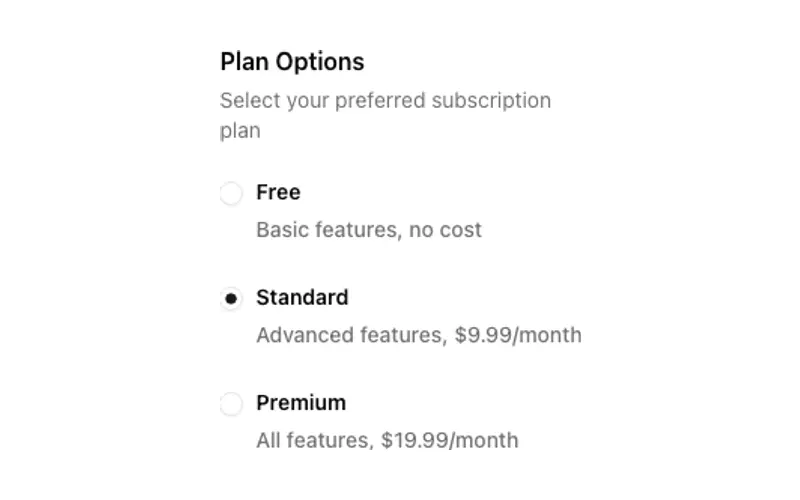 Plan Options
Select your preferred subscription
plan
Free
Basic features, no cost
Standard
Advanced features, $9.99/month
Premium
All features, $19.99/month